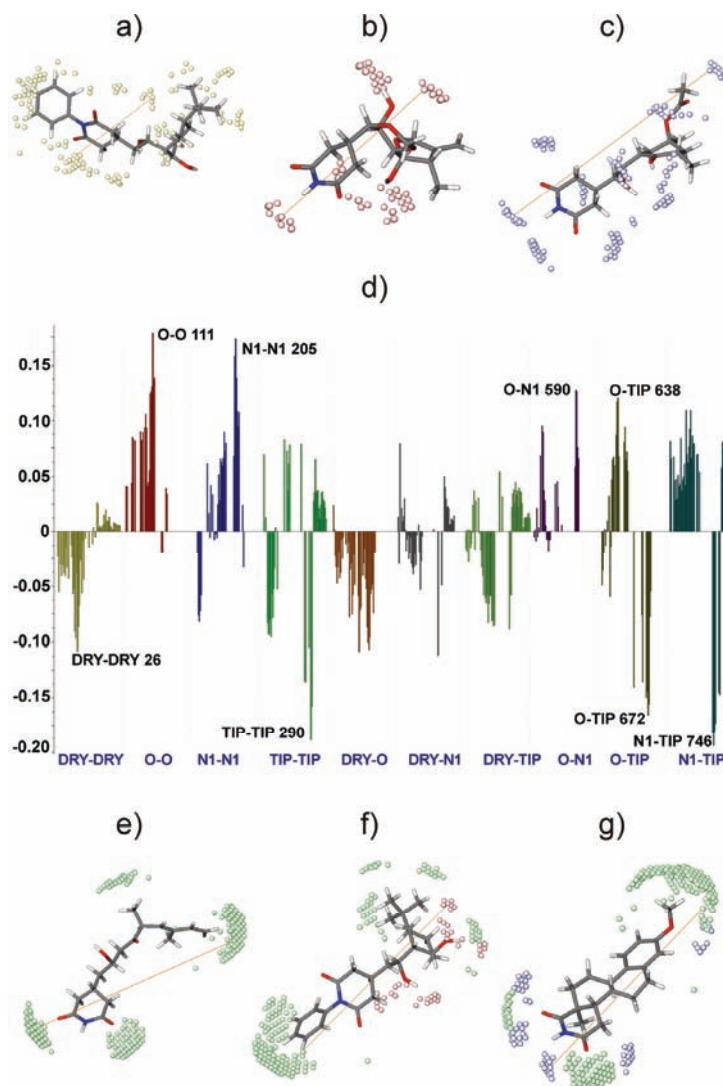 a)
b)
c)
d)
O-O 111
N1-N1 205
O-N1 590
O-TIP 638
0.15
0.10
0.05
0
-0.05
-0.10
-0.15
-0.20
DRY-DRY 26
TIP-TIP 290
O-TIP 672
N1-TIP 746
DRY-DRY O-O N1-N1 TIP-TIP DRY-O DRY-N1 DRY-TIP O-N1 O-TIP N1-TIP
e)
f)
g)